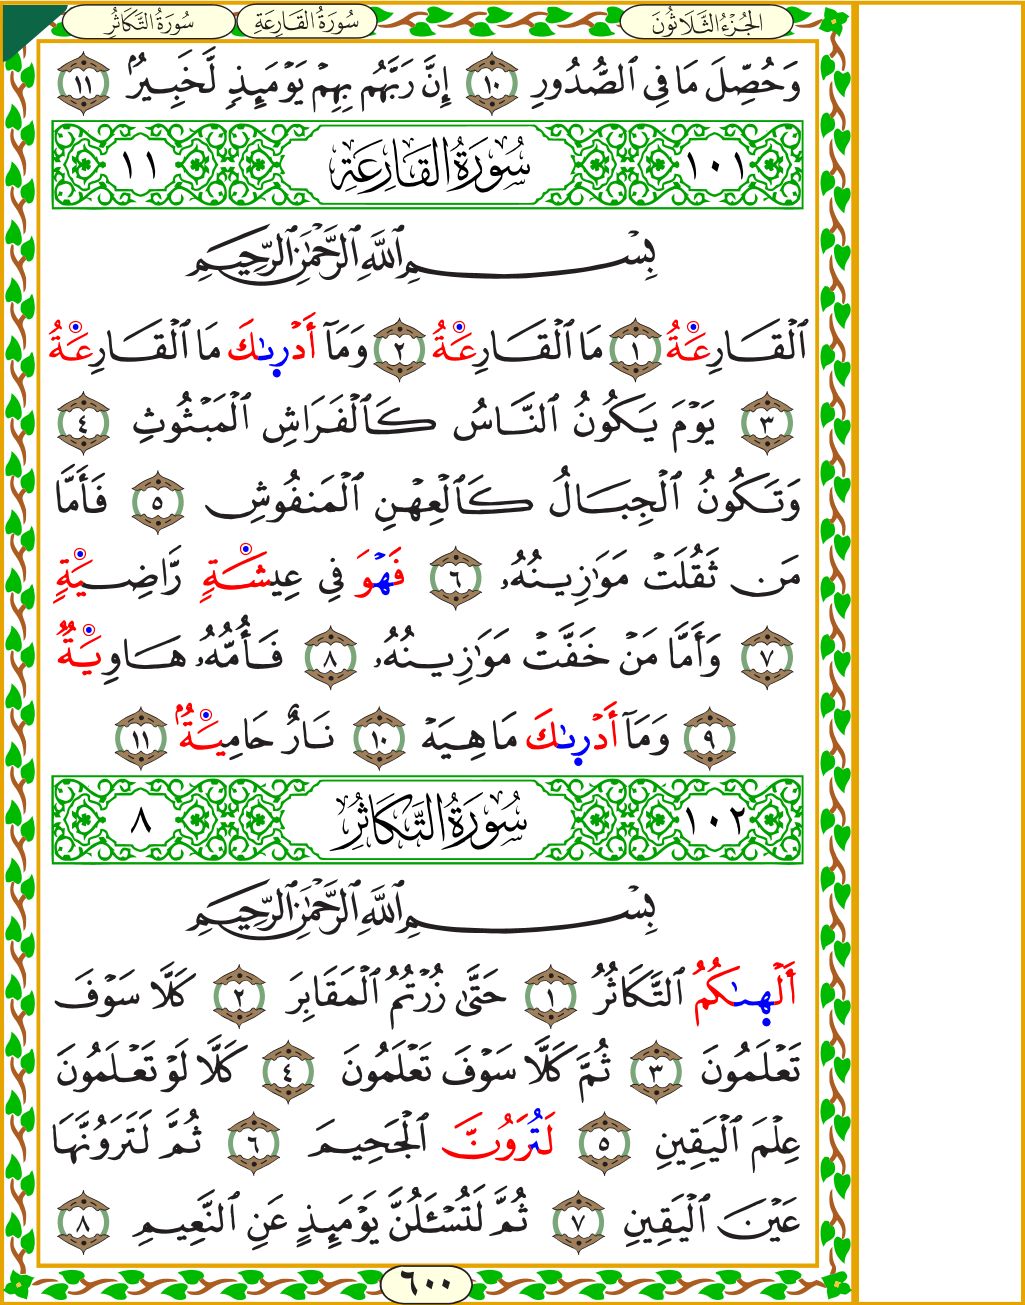 الجُزْءُ الثَّلَاثُونَ سُورَةُ القَارِعَةِ سُورَةُ التَّكَاثُرِ
وَحُصِّلَ مَا فِي ٱلصُّدُورِ ١٠ إِنَّ رَبَّهُم بِهِمْ يَوْمَئِذٖ لَّخَبِيرُۢ ١١
١٠١ سُورَةُ القَارِعَةِ ١١
بِسْمِ ٱللَّهِ ٱلرَّحْمَٰنِ ٱلرَّحِيمِ
ٱلْقَارِعَةُ ١ مَا ٱلْقَارِعَةُ ٢ وَمَآ أَدْرِىٰكَ مَا ٱلْقَارِعَةُ
٣ يَوْمَ يَكُونُ ٱلنَّاسُ كَٱلْفَرَاشِ ٱلْمَبْثُوثِ ٤
وَتَكُونُ ٱلْجِبَالُ كَٱلْعِهْنِ ٱلْمَنفُوشِ ٥ فَأَمَّا
مَن ثَقُلَتْ مَوَٰزِينُهُۥ ٦ فَهْوَ فِي عِيشَةٖ رَّاضِيَةٖ
٧ وَأَمَّا مَنْ خَفَّتْ مَوَٰزِينُهُۥ ٨ فَأُمُّهُۥ هَاوِيَةٞ
٩ وَمَآ أَدْرِىٰكَ مَا هِيَهْ ١٠ نَارٌ حَامِيَةُۢ ١١
١٠٢ سُورَةُ التَّكَاثُرِ ٨
بِسْمِ ٱللَّهِ ٱلرَّحْمَٰنِ ٱلرَّحِيمِ
أَلْهِىٰكُمُ ٱلتَّكَاثُرُ ١ حَتَّىٰ زُرْتُمُ ٱلْمَقَابِرَ ٢ كَلَّا سَوْفَ
تَعْلَمُونَ ٣ ثُمَّ كَلَّا سَوْفَ تَعْلَمُونَ ٤ كَلَّا لَوْ تَعْلَمُونَ
عِلْمَ ٱلْيَقِينِ ٥ لَتُرَوُنَّ ٱلْجَحِيمَ ٦ ثُمَّ لَتَرَوُنَّهَا
عَيْنَ ٱلْيَقِينِ ٧ ثُمَّ لَتُسْـَٔلُنَّ يَوْمَئِذٍ عَنِ ٱلنَّعِيمِ ٨
٦٠٠